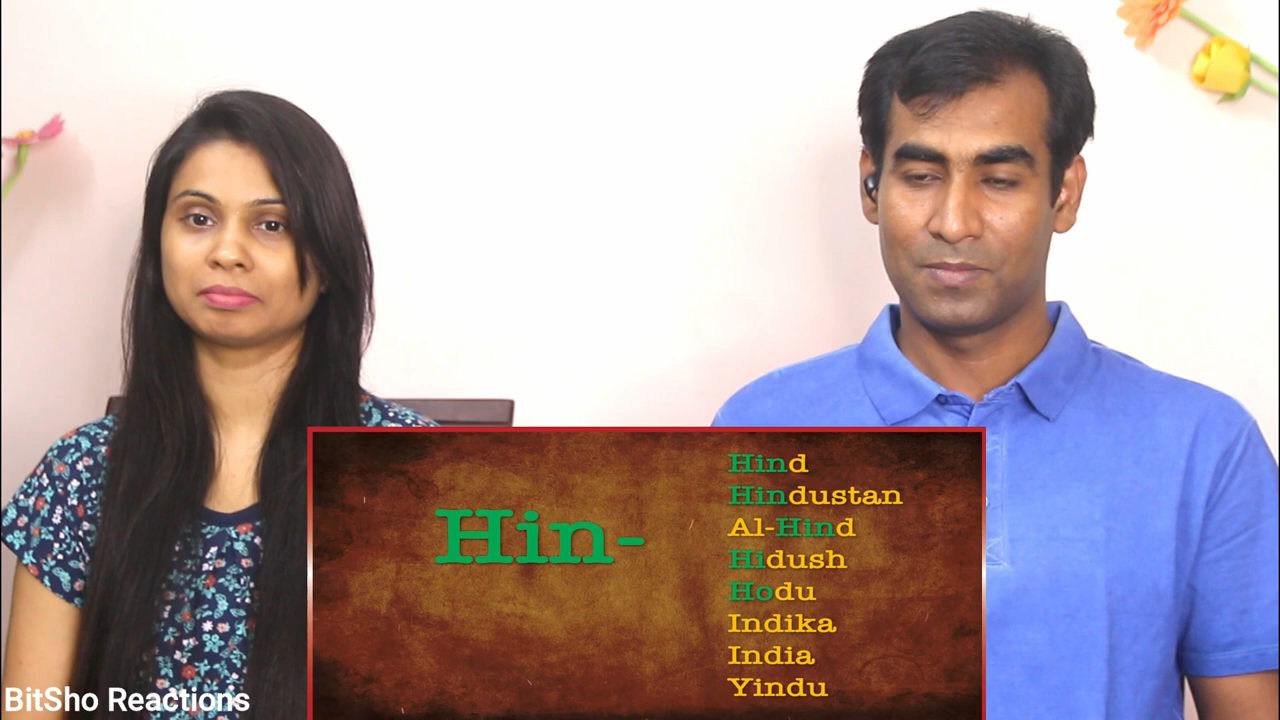 Hin-
Hind
Hindustan
Al-Hind
Hidush
Hodu
Indika
India
Yindu
BitSho Reactions